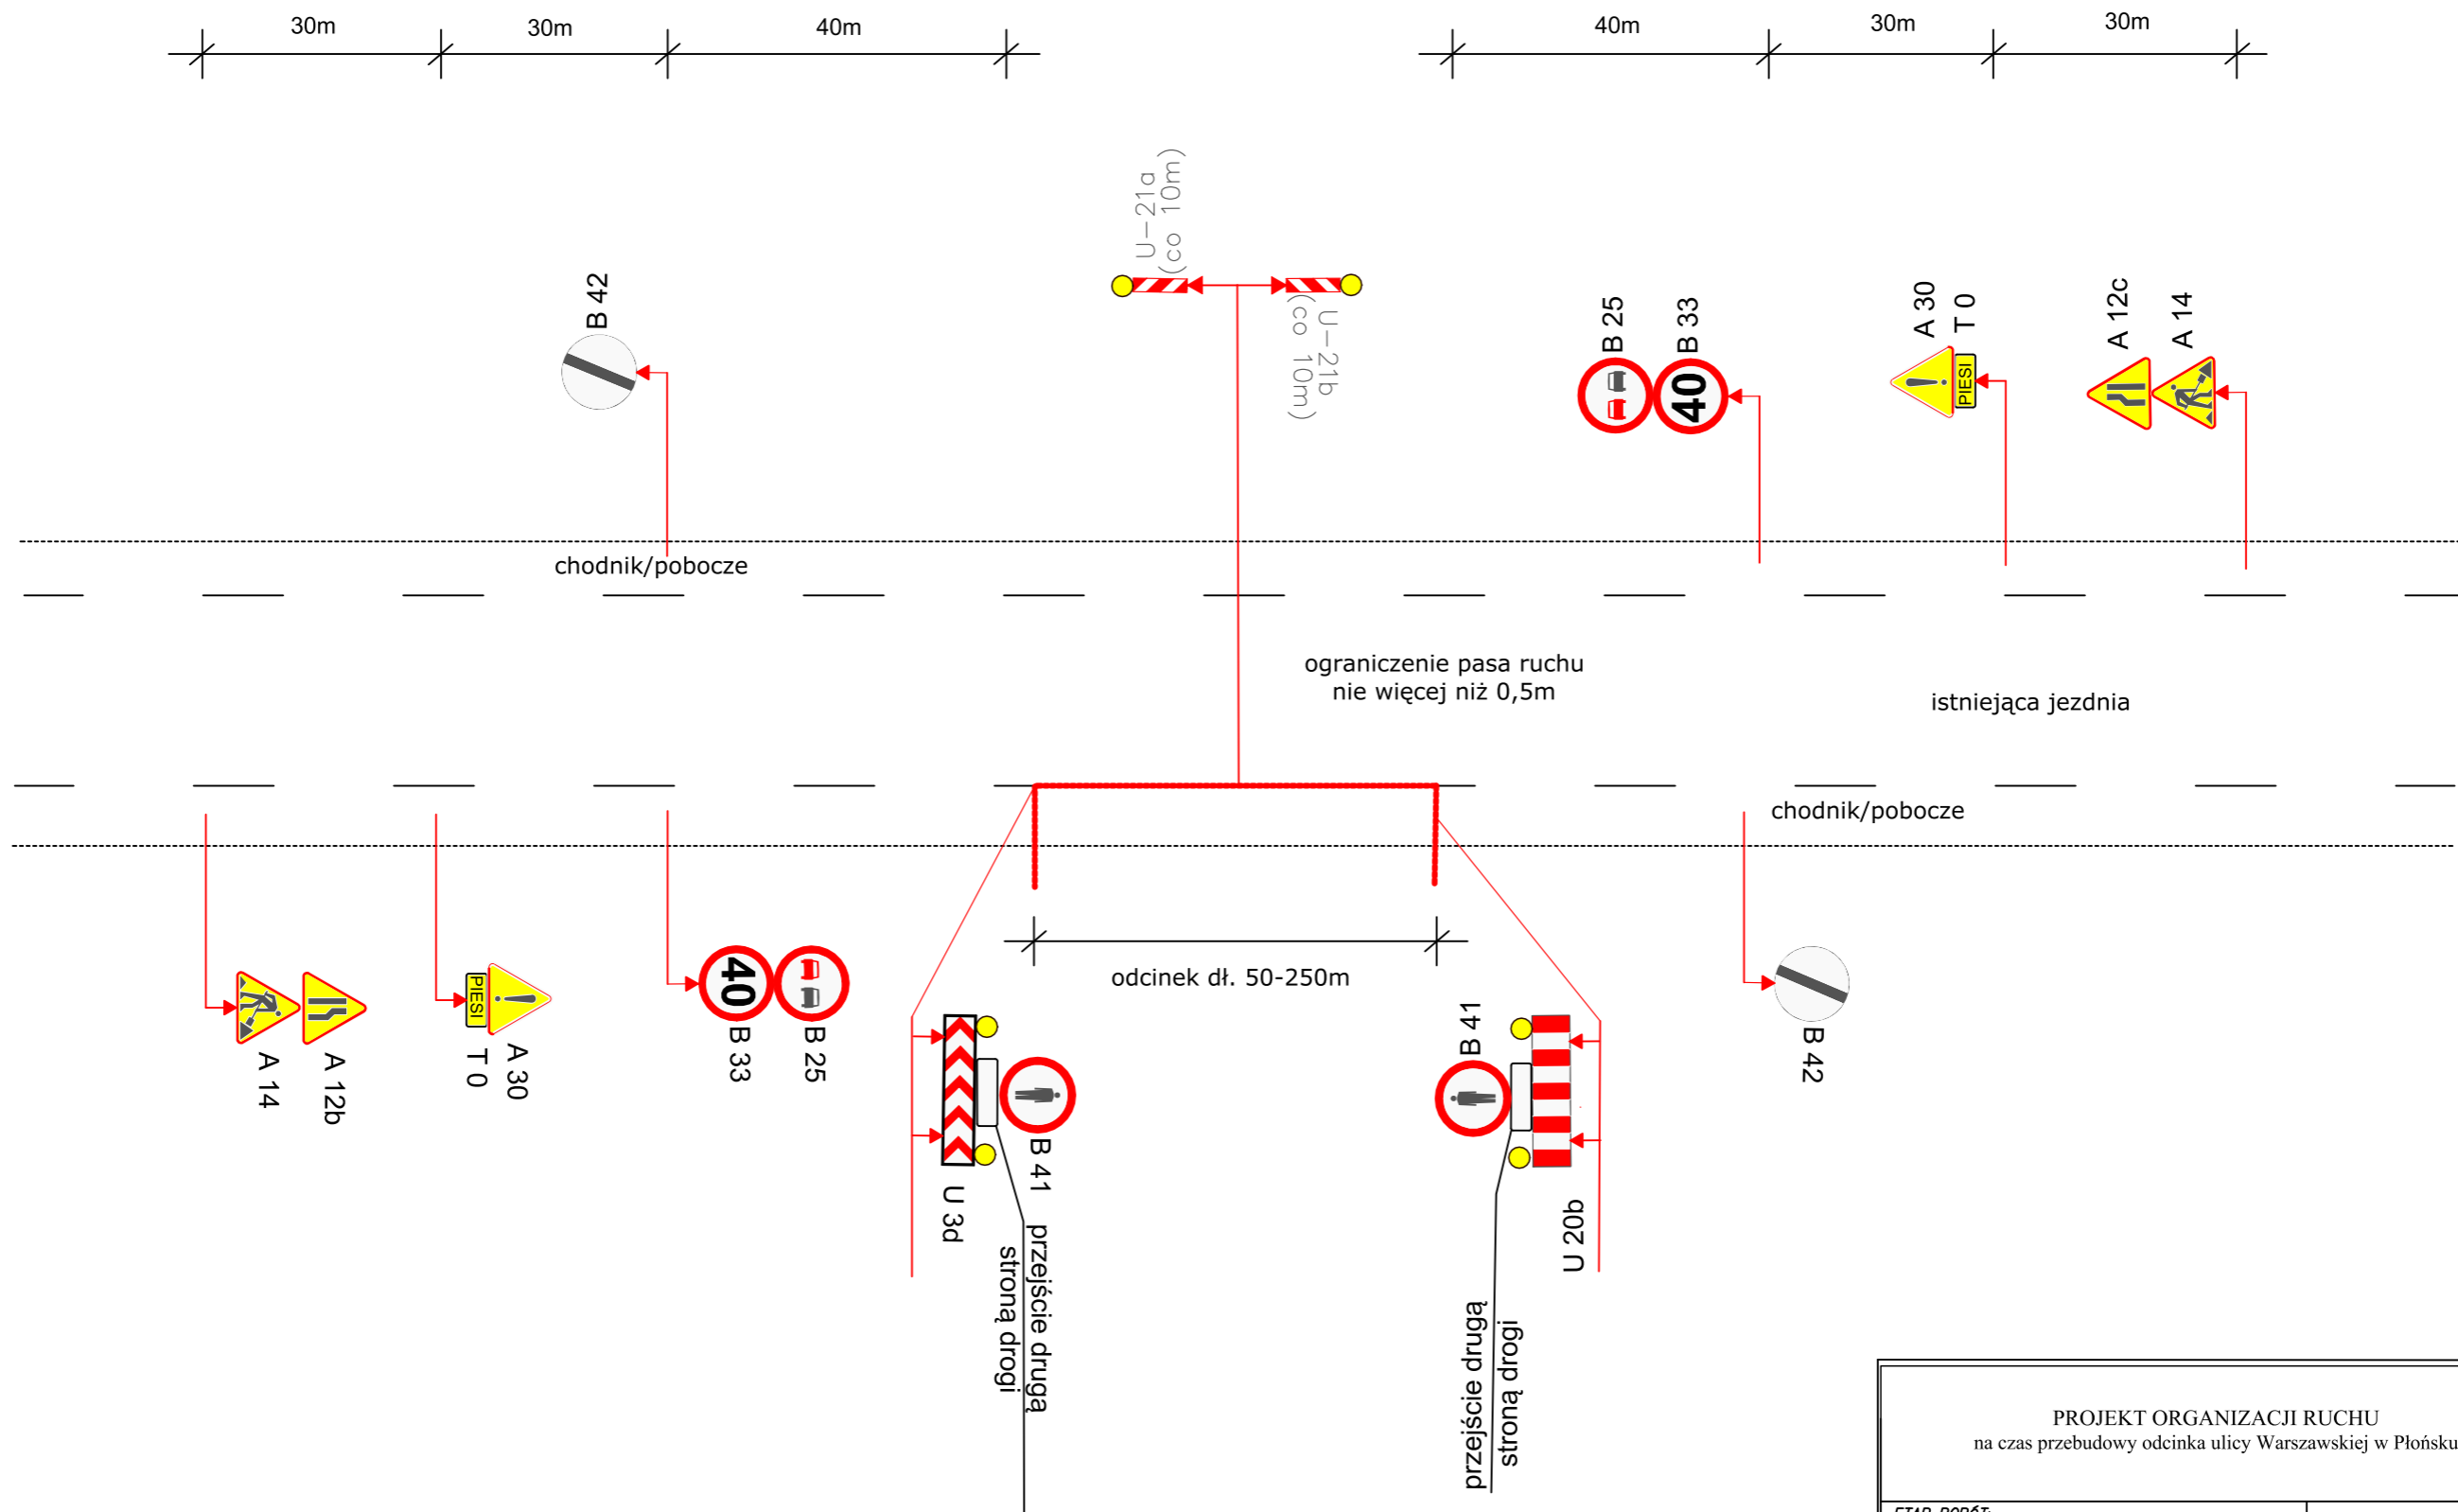 30m
30m
40m
40m
30m
30m
U-21a
(co 10m)
U-21b
(co 10m)
B 42
B 25
B 33
40
A 30
T 0
PIESI
A 12c
A 14
chodnik/pobocze
ograniczenie pasa ruchu
nie więcej niż 0,5m
istniejąca jezdnia
chodnik/pobocze
odcinek dł. 50-250m
A 14
A 12b
PIESI
T 0
A 30
40
B 33
B 25
U 3d
B 41
przejście drugą
stroną drogi
B 41
U 20b
przejście drugą
stroną drogi
B 42
PROJEKT ORGANIZACJI RUCHU
na czas przebudowy odcinka ulicy Warszawskiej w Płońsku
ETAP ROBÓT: